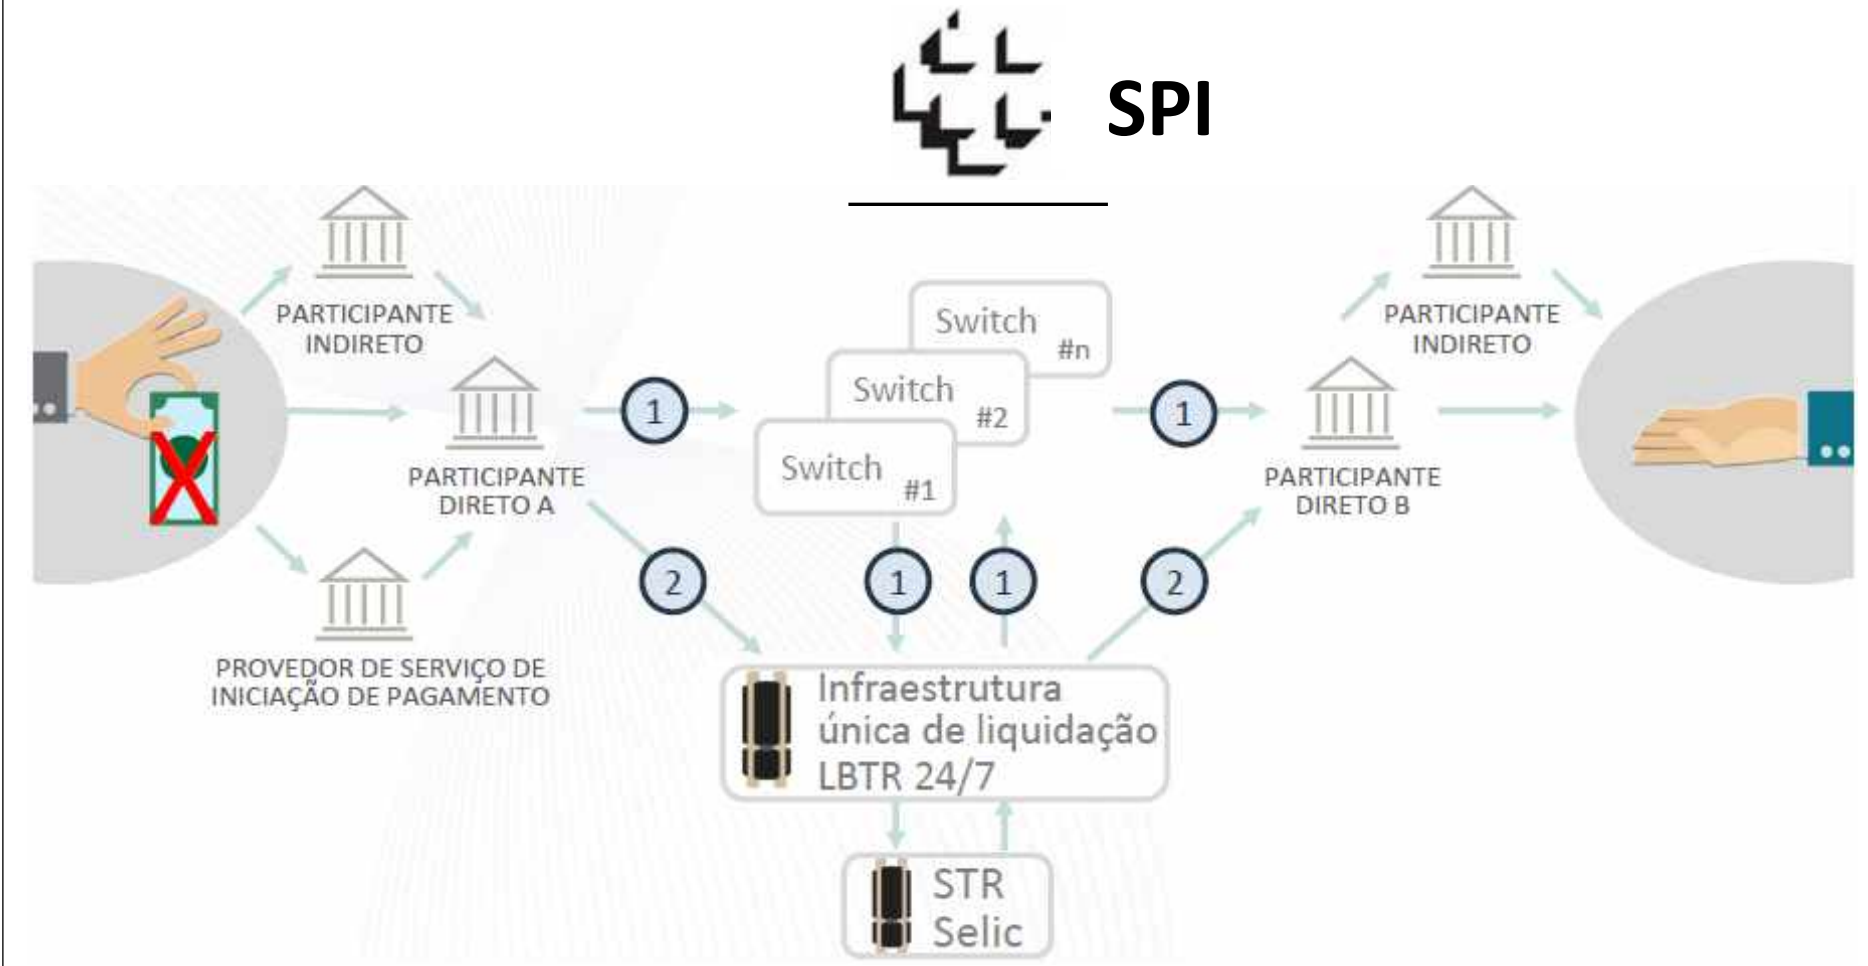 SPI
PARTICIPANTE
INDIRETO
PARTICIPANTE
DIRETO A
PROVEDOR DE SERVIÇO DE
INICIAÇÃO DE PAGAMENTO
1
2
Switch
#n
Switch
#2
Switch
#1
1
1
1
2
PARTICIPANTE
INDIRETO
PARTICIPANTE
DIRETO B
Infraestrutura
única de liquidação
LBTR 24/7
STR
Selic